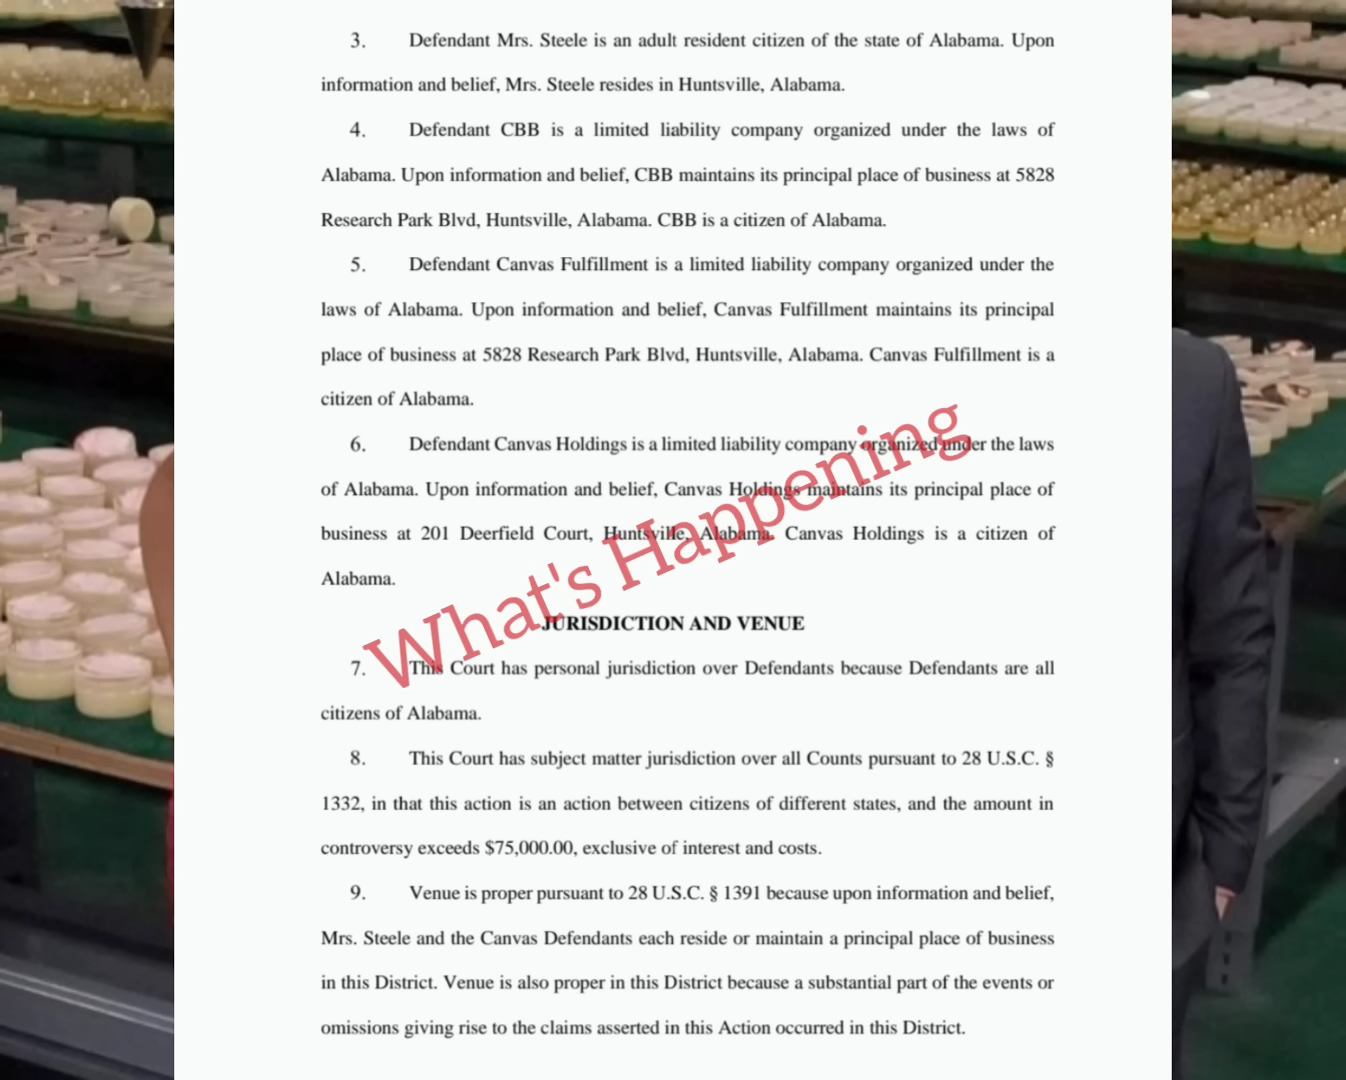 3. Defendant Mrs. Steele is an adult resident citizen of the state of Alabama. Upon
information and belief, Mrs. Steele resides in Huntsville, Alabama.
4. Defendant CBB is a limited liability company organized under the laws of
Alabama. Upon information and belief, CBB maintains its principal place of business at 5828
Research Park Blvd, Huntsville, Alabama. CBB is a citizen of Alabama.
5. Defendant Canvas Fulfillment is a limited liability company organized under the
laws of Alabama. Upon information and belief, Canvas Fulfillment maintains its principal
place of business at 5828 Research Park Blvd, Huntsville, Alabama. Canvas Fulfillment is a
citizen of Alabama.
6. Defendant Canvas Holdings is a limited liability company organized under the laws
of Alabama. Upon information and belief, Canvas Holdings maintains its principal place of
business at 201 Deerfield Court, Huntsville, Alabama. Canvas Holdings is a citizen of
Alabama.
What's Happening
JURISDICTION AND VENUE
7. This Court has personal jurisdiction over Defendants because Defendants are all
citizens of Alabama.
8. This Court has subject matter jurisdiction over all Counts pursuant to 28 U.S.C. §
1332, in that this action is an action between citizens of different states, and the amount in
controversy exceeds $75,000.00, exclusive of interest and costs.
9. Venue is proper pursuant to 28 U.S.C. § 1391 because upon information and belief,
Mrs. Steele and the Canvas Defendants each reside or maintain a principal place of business
in this District. Venue is also proper in this District because a substantial part of the events or
omissions giving rise to the claims asserted in this Action occurred in this District.